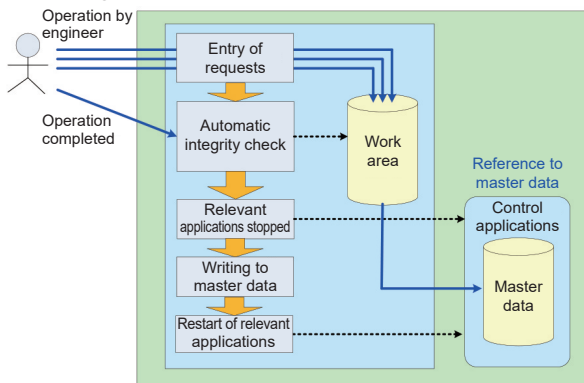 Operation by
engineer
Entry of
requests
Operation
completed
Automatic
integrity check
Work
area
Reference to
master data
Relevant
applications stopped
Control
applications
Writing to
master data
Master
data
Restart of relevant
applications